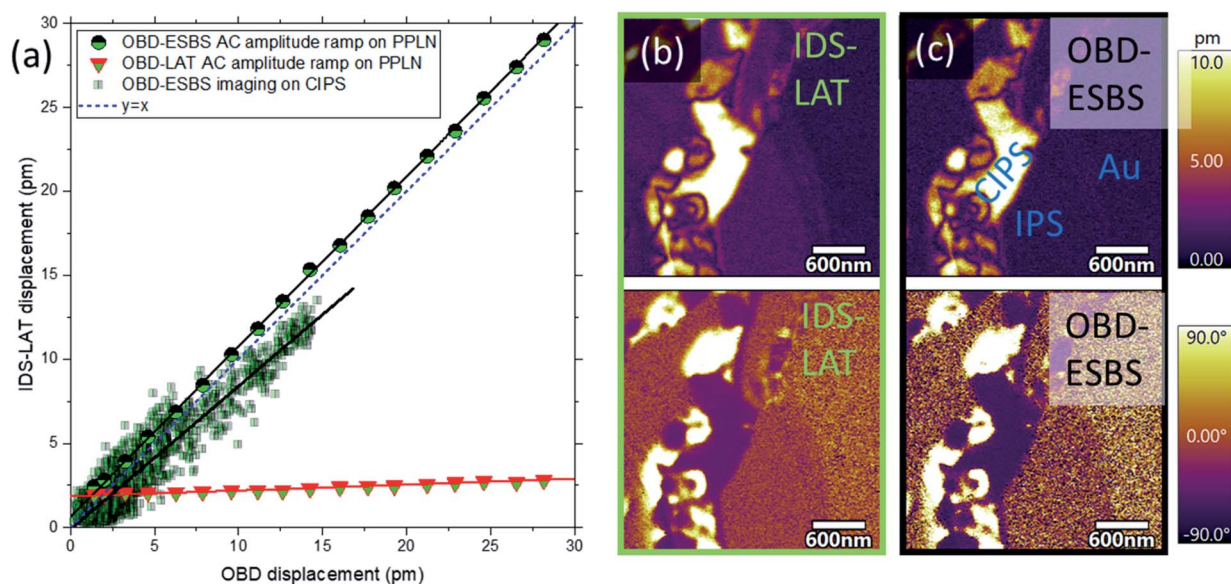 (a)
OBD-ESBS AC amplitude ramp on PPLN
OBD-LAT AC amplitude ramp on PPLN
OBD-ESBS imaging on CIPS
y=x
30
25
20
15
10
5
0
0
5
10
15
20
25
30
IDS-LAT displacement (pm)
OBD displacement (pm)
(b)
IDS-
LAT
600nm
IDS-
LAT
600nm
(c)
OBD-
ESBS
CIPS
Au
IPS
600nm
OBD-
ESBS
600nm
pm
10.0
5.00
0.00
90.0°
0.00°
-90.0°